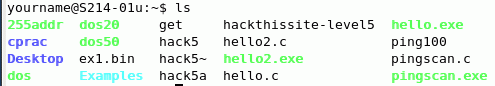 yourname@S214-01u:~$ ls
255addr dos20 get hackthissite-level5 hello.exe
cprac dos50 hack5 hello2.c ping100
Desktop ex1.bin hack5~ hello2.exe pingscan.c
dos Examples hack5a hello.c pingscan.exe